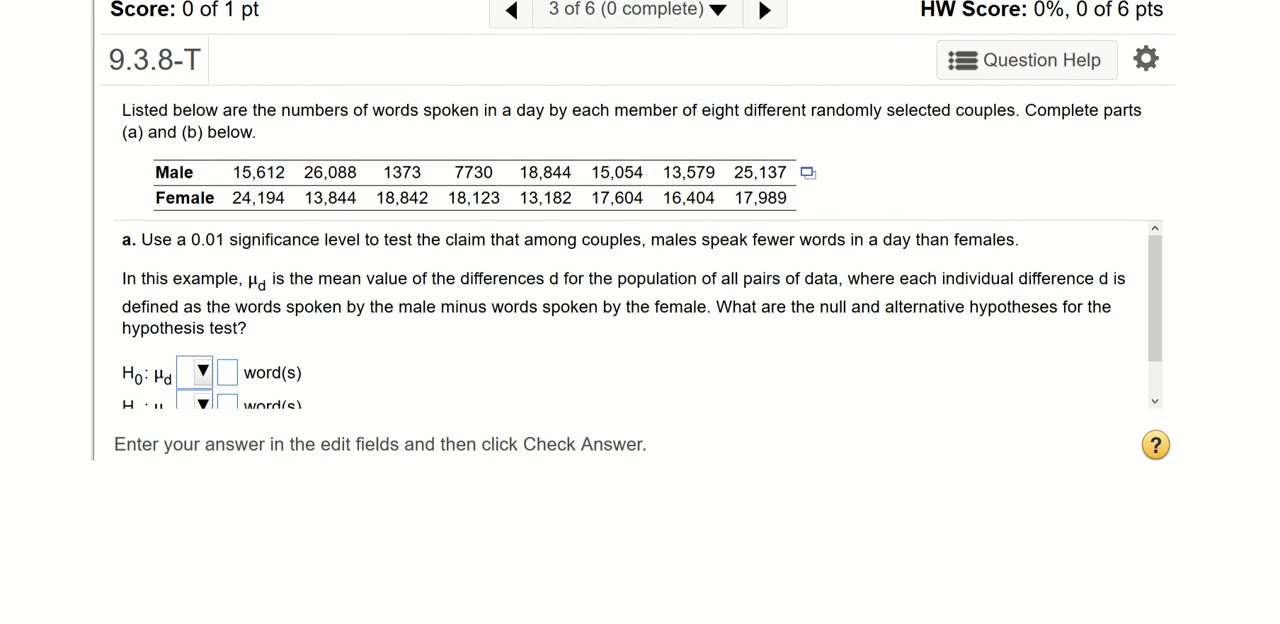 Score: 0 of 1 pt
3 of 6 (0 complete)
HW Score: 0%, 0 of 6 pts
9.3.8-T
Question Help
Listed below are the numbers of words spoken in a day by each member of eight different randomly selected couples. Complete parts
(a) and (b) below.
Male 15,612 26,088 1373 7730 18,844 15,054 13,579 25,137
Female 24,194 13,844 18,842 18,123 13,182 17,604 16,404 17,989
a. Use a 0.01 significance level to test the claim that among couples, males speak fewer words in a day than females.
In this example, μd is the mean value of the differences d for the population of all pairs of data, where each individual difference d is
defined as the words spoken by the male minus words spoken by the female. What are the null and alternative hypotheses for the
hypothesis test?
H0: μd word(s)
H : μ word(s)
Enter your answer in the edit fields and then click Check Answer.
?